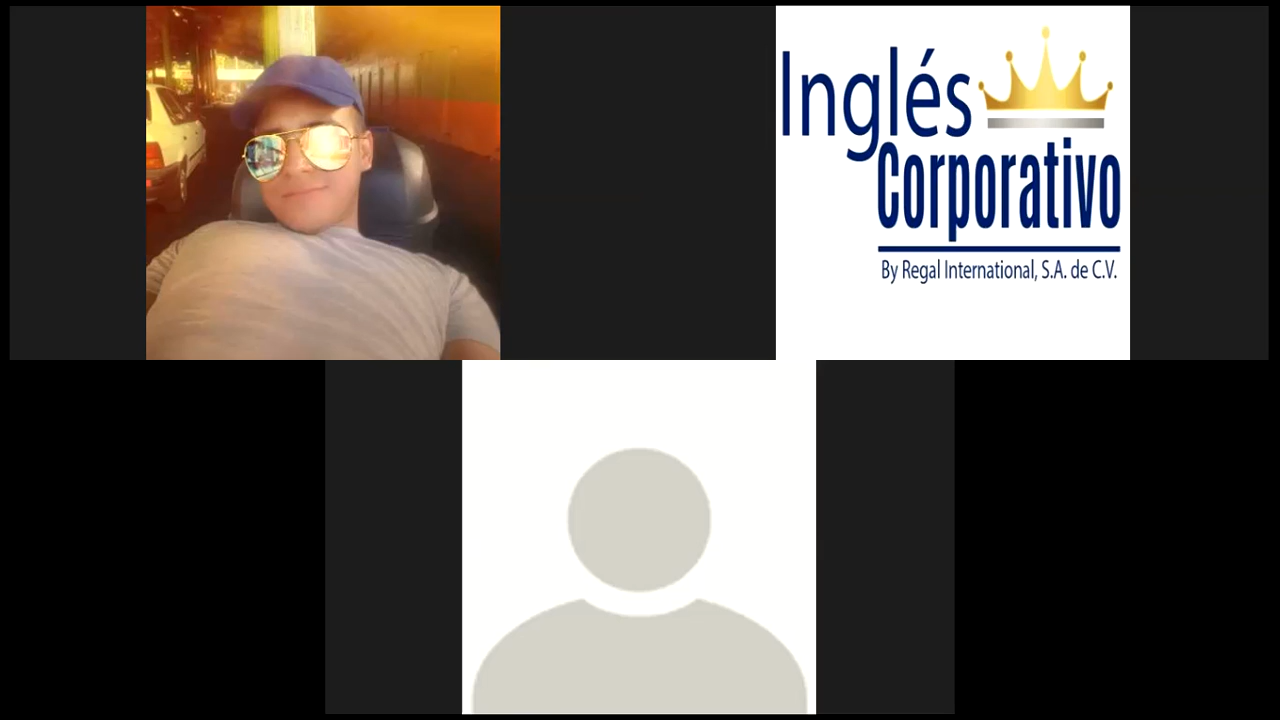 Inglés
Corporativo
By Regal International, S.A. de C.V.